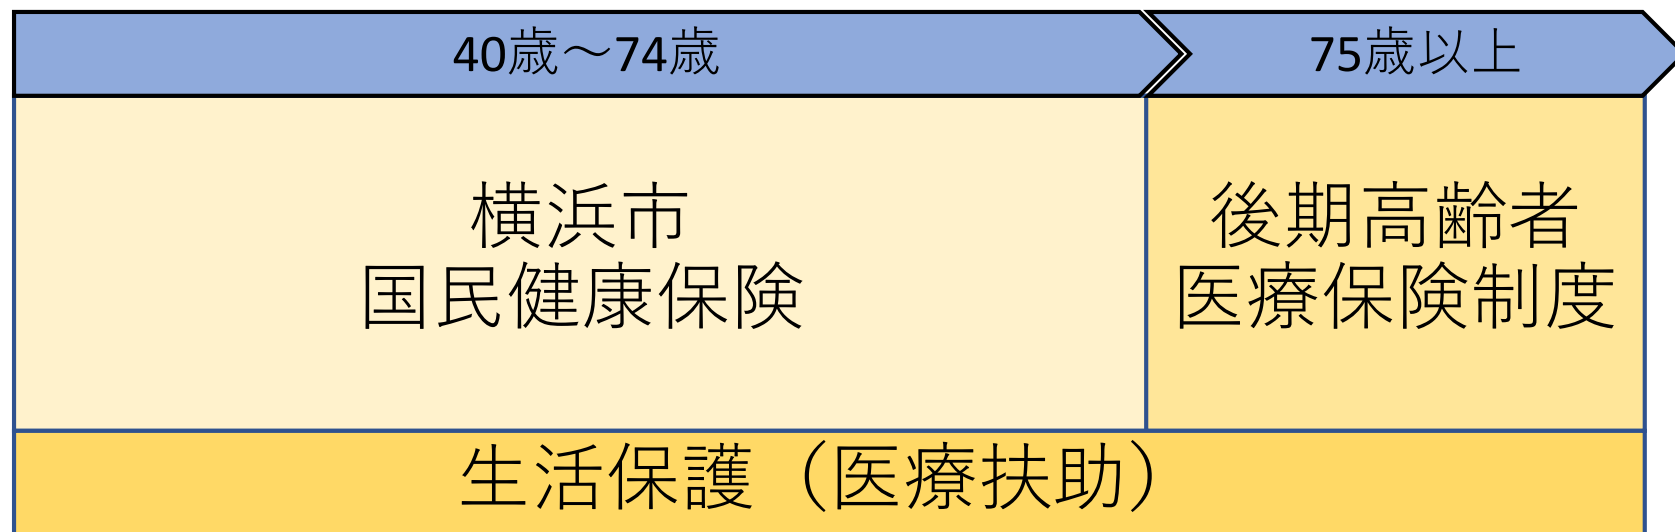 40歳～74歳
75歳以上
横浜市
国民健康保険
後期高齢者
医療保険制度
生活保護（医療扶助）